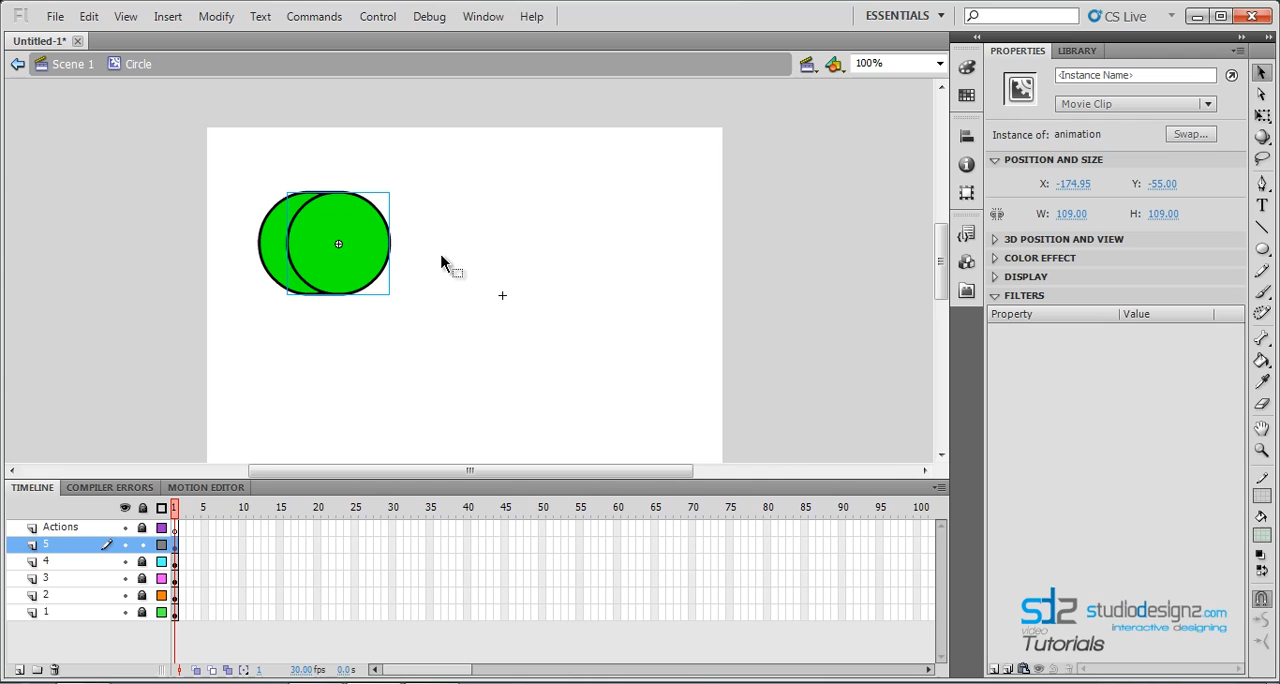 Fl File Edit View Insert Modify Text Commands Control Debug Window Help ESSENTIALS CS Live
Untitled-1*
Scene 1 Circle 100%
PROPERTIES LIBRARY
<Instance Name>
Movie Clip
Instance of: animation Swap...
POSITION AND SIZE
X: -174.95 Y: -55.00
W: 109.00 H: 109.00
3D POSITION AND VIEW
COLOR EFFECT
DISPLAY
FILTERS
Property Value
TIMELINE COMPILER ERRORS MOTION EDITOR
1 5 10 15 20 25 30 35 40 45 50 55 60 65 70 75 80 85 90 95 100
Actions
5
4
3
2
1
1 30.00 fps 0.0 s
sd2 studiodesign2.com
interactive designing
video
Tutorials